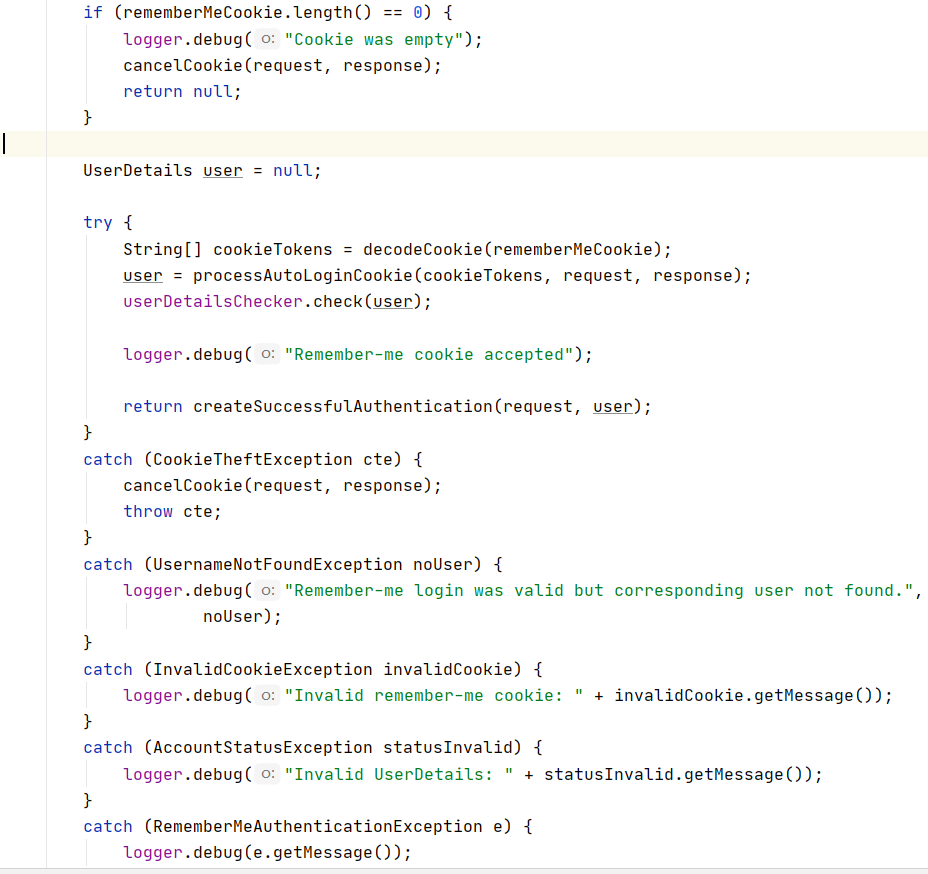 if (rememberMeCookie.length() == 0) {
logger.debug( o: "Cookie was empty");
cancelCookie(request, response);
return null;
}
UserDetails user = null;
try {
String[] cookieTokens = decodeCookie(rememberMeCookie);
user = processAutoLoginCookie(cookieTokens, request, response);
userDetailsChecker.check(user);
logger.debug( o: "Remember-me cookie accepted");
return createSuccessfulAuthentication(request, user);
}
catch (CookieTheftException cte) {
cancelCookie(request, response);
throw cte;
}
catch (UsernameNotFoundException noUser) {
logger.debug( o: "Remember-me login was valid but corresponding user not found.",
noUser);
}
catch (InvalidCookieException invalidCookie) {
logger.debug( o: "Invalid remember-me cookie: " + invalidCookie.getMessage());
}
catch (AccountStatusException statusInvalid) {
logger.debug( o: "Invalid UserDetails: " + statusInvalid.getMessage());
}
catch (RememberMeAuthenticationException e) {
logger.debug(e.getMessage());